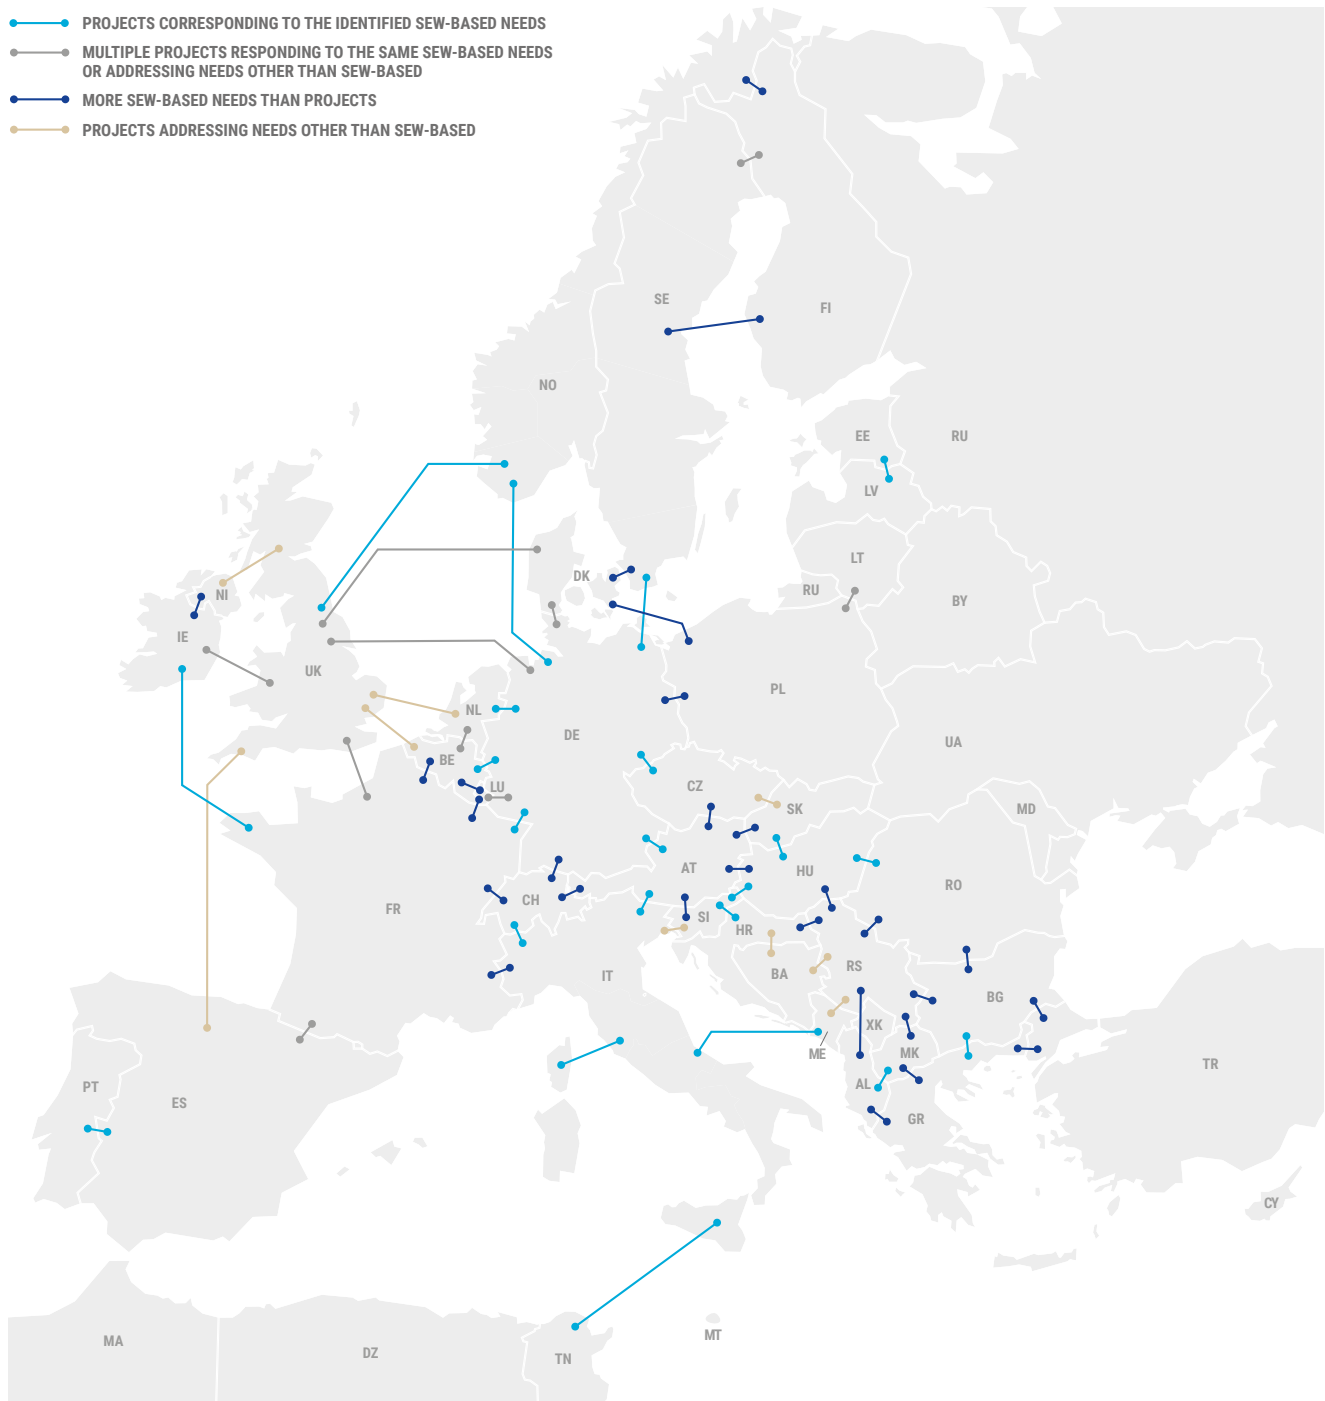 PROJECTS CORRESPONDING TO THE IDENTIFIED SEW-BASED NEEDS
MULTIPLE PROJECTS RESPONDING TO THE SAME SEW-BASED NEEDS
OR ADDRESSING NEEDS OTHER THAN SEW-BASED
MORE SEW-BASED NEEDS THAN PROJECTS
PROJECTS ADDRESSING NEEDS OTHER THAN SEW-BASED
SE
FI
NO
EE
RU
LV
LT
DK
RU
NI
BY
IE
UK
PL
NL
DE
UA
BE
LU
CZ
SK
MD
AT
HU
RO
CH
FR
SI
HR
RS
IT
BA
BG
XK
ME
MK
TR
PT
AL
ES
GR
CY
MT
MA
DZ
TN